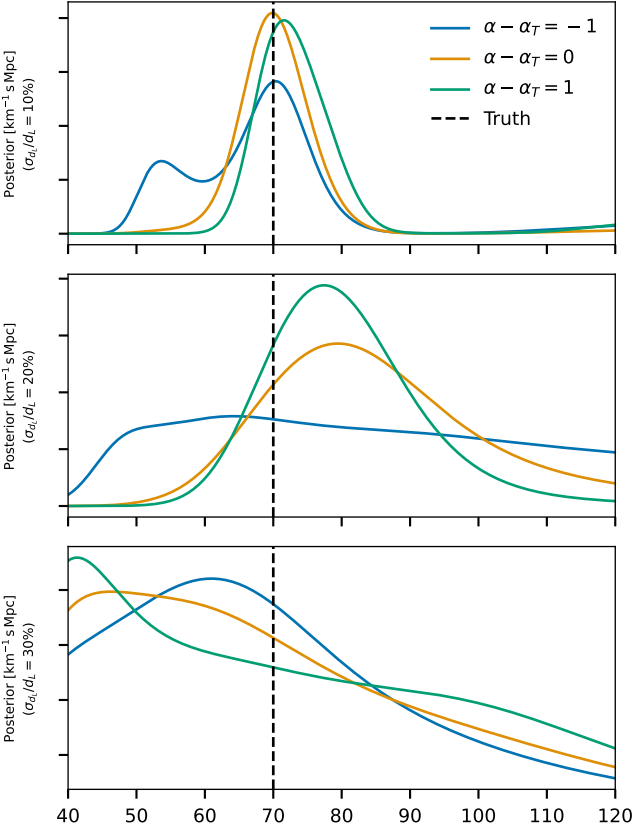 Posterior [km⁻¹ s Mpc]
(σ_{d_L}/d_L = 10%)
α − α_T = −1
α − α_T = 0
α − α_T = 1
Truth
Posterior [km⁻¹ s Mpc]
(σ_{d_L}/d_L = 20%)
Posterior [km⁻¹ s Mpc]
(σ_{d_L}/d_L = 30%)
40 50 60 70 80 90 100 110 120